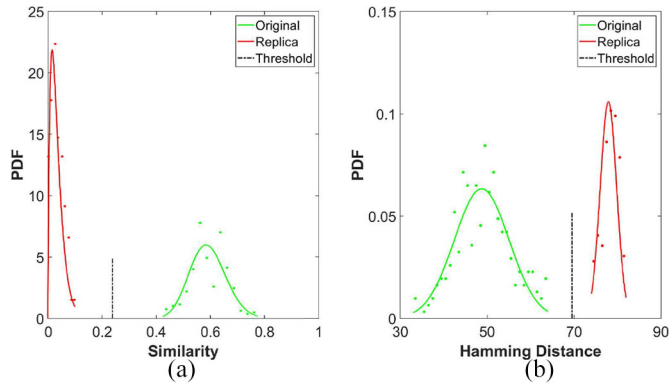 25
20
15
10
5
0
PDF
Original
Replica
Threshold
0
0.2
0.4
0.6
0.8
1
Similarity
(a)
0.15
0.1
0.05
0
PDF
Original
Replica
Threshold
30
50
70
90
Hamming Distance
(b)